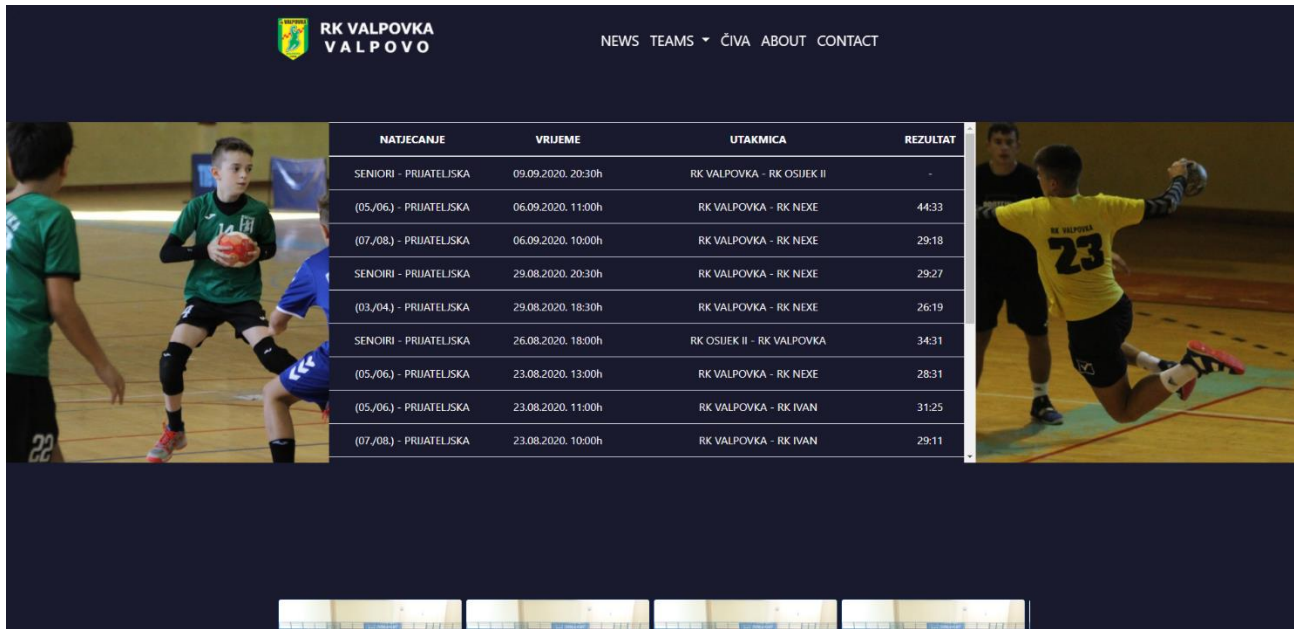 RK VALPOVKA
VALPOVO
NEWS TEAMS ČIVA ABOUT CONTACT
NATJECANJE VRIJEME UTAKMICA REZULTAT
SENIORI - PRIJATELJSKA 09.09.2020. 20:30h RK VALPOVKA - RK OSIJEK II -
(05./06.) - PRIJATELJSKA 06.09.2020. 11:00h RK VALPOVKA - RK NEXE 44:33
(07./08.) - PRIJATELJSKA 06.09.2020. 10:00h RK VALPOVKA - RK NEXE 29:18
SENOIRI - PRIJATELJSKA 29.08.2020. 20:30h RK VALPOVKA - RK NEXE 29:27
(03./04.) - PRIJATELJSKA 29.08.2020. 18:30h RK VALPOVKA - RK NEXE 26:19
SENOIRI - PRIJATELJSKA 26.08.2020. 18:00h RK OSIJEK II - RK VALPOVKA 34:31
(05./06.) - PRIJATELJSKA 23.08.2020. 13:00h RK VALPOVKA - RK NEXE 28:31
(05./06.) - PRIJATELJSKA 23.08.2020. 11:00h RK VALPOVKA - RK IVAN 31:25
(07./08.) - PRIJATELJSKA 23.08.2020. 10:00h RK VALPOVKA - RK IVAN 29:11
14
22
RK VALPOVKA
23